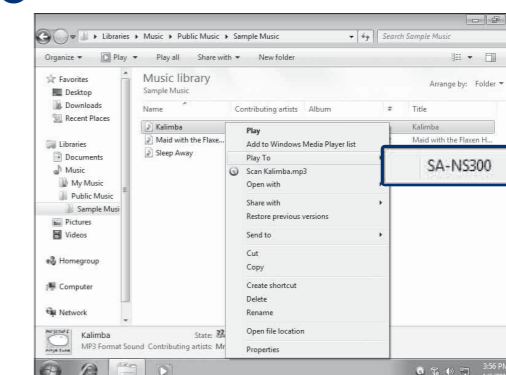 Libraries ▸ Music ▸ Public Music ▸ Sample Music
Search Sample Music
Organize Play Play all Share with New folder
Favorites
Desktop
Downloads
Recent Places
Libraries
Documents
Music
My Music
Public Music
Sample Musi
Pictures
Videos
Homegroup
Computer
Network
Music library
Sample Music
Arrange by: Folder
Name Contributing artists Album # Title
Kalimba Kalimba
Maid with the Flaxe... Maid with the Flaxen H...
Sleep Away
Play
Add to Windows Media Player list
Play To
Scan Kalimba.mp3
Open with
Share with
Restore previous versions
Send to
Cut
Copy
Create shortcut
Delete
Rename
Open file location
Properties
SA-NS300
Kalimba State:
MP3 Format Sound Contributing artists: Mr
3:56 PM